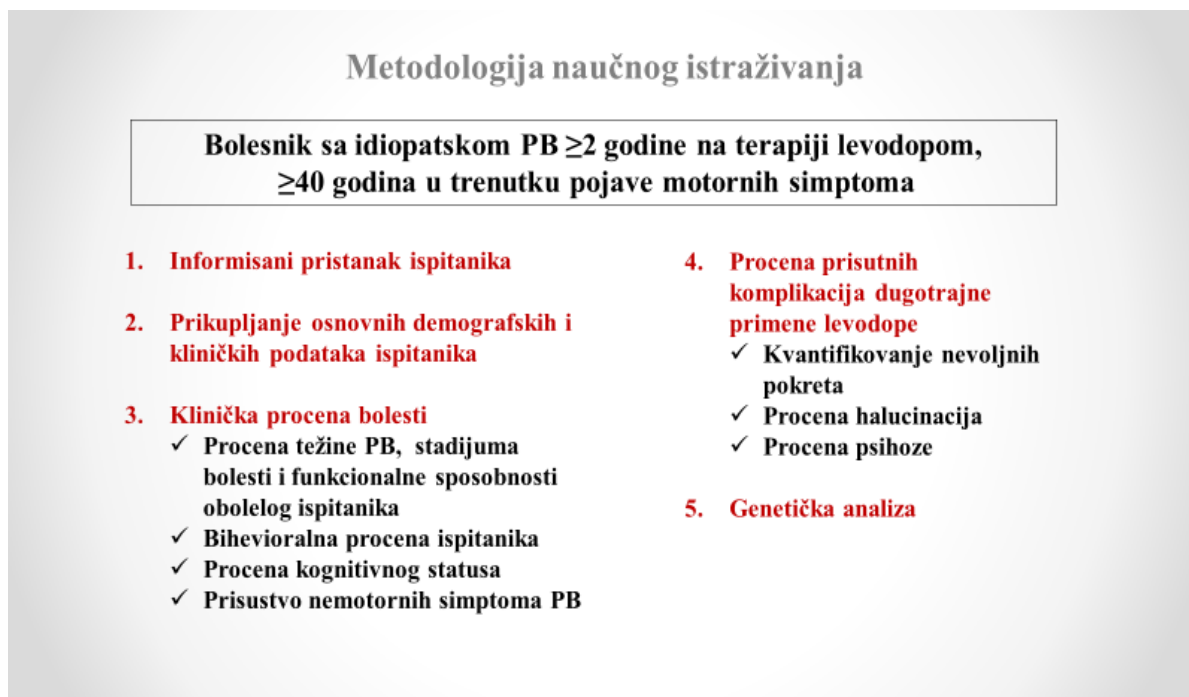 Metodologija naučnog istraživanja
Bolesnik sa idiopatskom PB ≥2 godine na terapiji levodopom,
≥40 godina u trenutku pojave motornih simptoma
1. Informisani pristanak ispitanika
2. Prikupljanje osnovnih demografskih i
kliničkih podataka ispitanika
3. Klinička procena bolesti
✓ Procena težine PB, stadijuma
bolesti i funkcionalne sposobnosti
obolelog ispitanika
✓ Bihevioralna procena ispitanika
✓ Procena kognitivnog statusa
✓ Prisustvo nemotornih simptoma PB
4. Procena prisutnih
komplikacija dugotrajne
primene levodope
✓ Kvantifikovanje nevoljnih
pokreta
✓ Procena halucinacija
✓ Procena psihoze
5. Genetička analiza